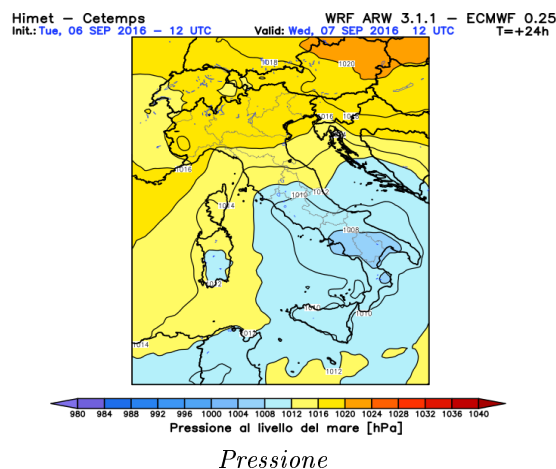 Himet – Cetemps WRF ARW 3.1.1 – ECMWF 0.25
Init.: Tue, 06 SEP 2016 – 12 UTC Valid: Wed, 07 SEP 2016 12 UTC T=+24h
1018
1020
1016
1016
1012
1010
1014
1008
1012
1010
1010
1014
1012
980 984 988 992 996 1000 1004 1008 1012 1016 1020 1024 1028 1032 1036 1040
Pressione al livello del mare [hPa]
Pressione